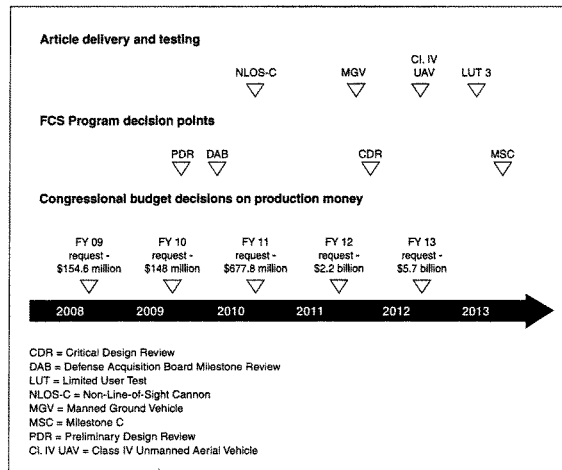 Article delivery and testing
Cl. IV
NLOS-C MGV UAV LUT 3
FCS Program decision points
PDR DAB CDR MSC
Congressional budget decisions on production money
FY 09 FY 10 FY 11 FY 12 FY 13
request - request - request - request - request -
$154.6 million $148 million $677.8 million $2.2 billion $5.7 billion
2008 2009 2010 2011 2012 2013
CDR = Critical Design Review
DAB = Defense Acquisition Board Milestone Review
LUT = Limited User Test
NLOS-C = Non-Line-of-Sight Cannon
MGV = Manned Ground Vehicle
MSC = Milestone C
PDR = Preliminary Design Review
Cl. IV UAV = Class IV Unmanned Aerial Vehicle